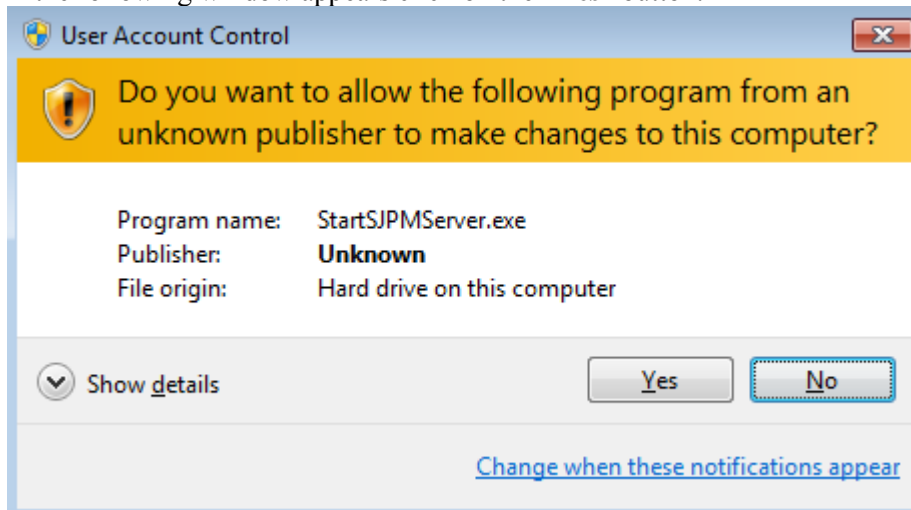 User Account Control
Do you want to allow the following program from an
unknown publisher to make changes to this computer?
Program name: StartSJPMServer.exe
Publisher: Unknown
File origin: Hard drive on this computer
Show details Yes No
Change when these notifications appear